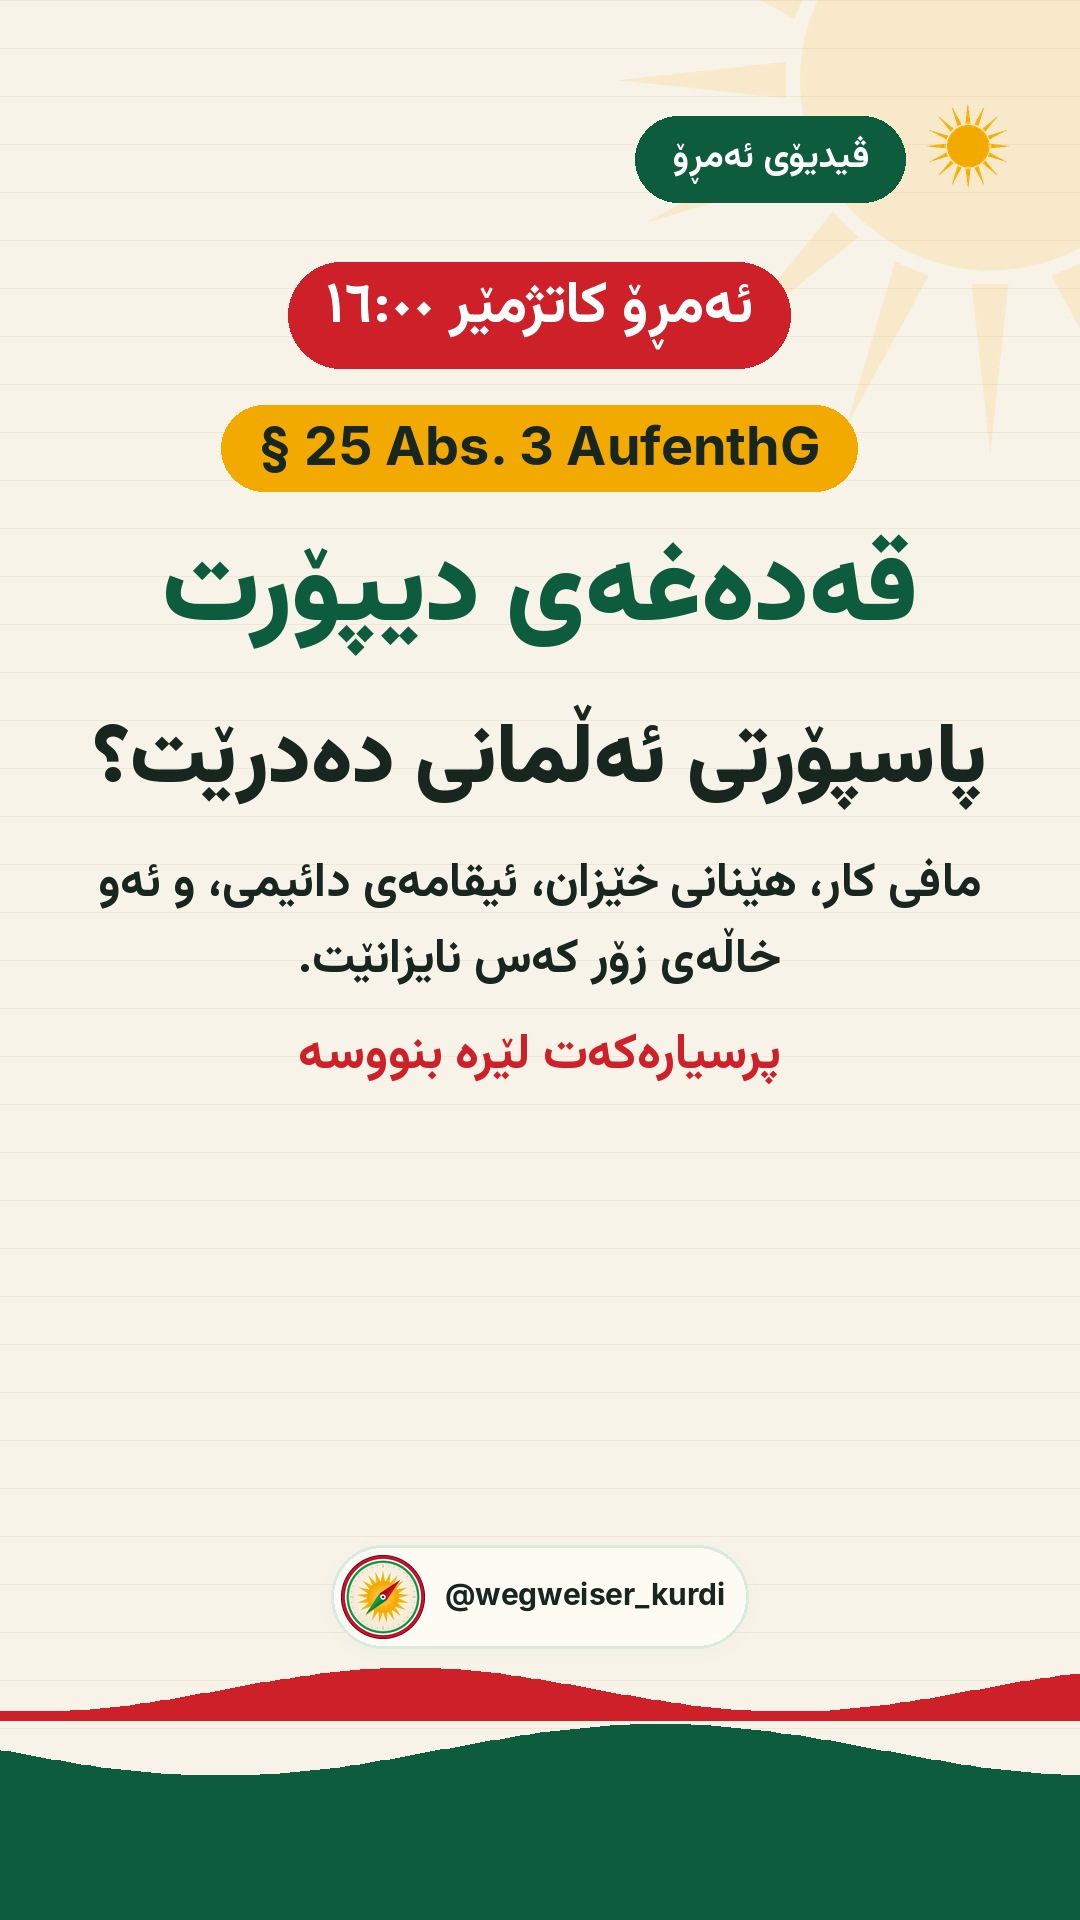 ڤیدیۆی ئەمڕۆ
ئەمڕۆ کاتژمێر ١٦:٠٠
§ 25 Abs. 3 AufenthG
قەدەغەی دیپۆرت
پاسپۆرتی ئەڵمانی دەدرێت؟
مافی کار، هێنانی خێزان، ئیقامەی دائیمی، و ئەو
خاڵەی زۆر کەس نایزانێت.
پرسیارەکەت لێرە بنووسە
@wegweiser_kurdi